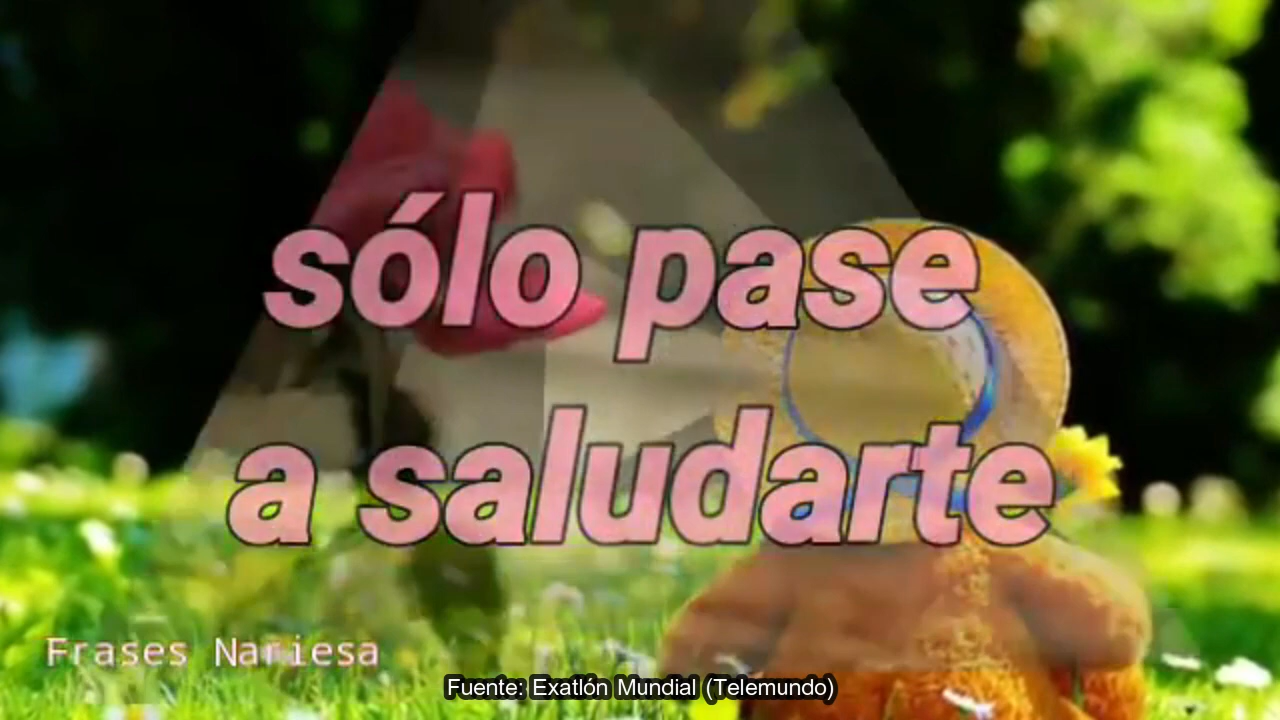 sólo pase
a saludarte
Frases Nariesa
Fuente: Exatlón Mundial (Telemundo)